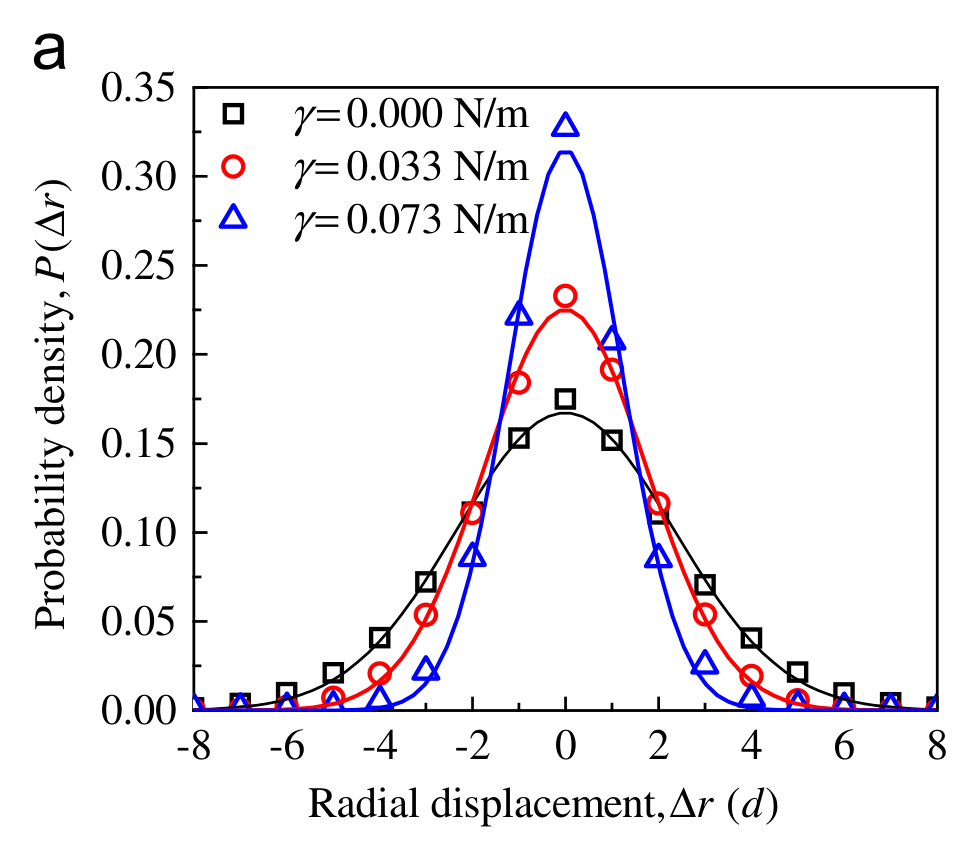 a
0.35
0.30
0.25
0.20
0.15
0.10
0.05
0.00
Probability density, P(Δr)
γ=0.000 N/m
γ=0.033 N/m
γ=0.073 N/m
-8 -6 -4 -2 0 2 4 6 8
Radial displacement,Δr (d)